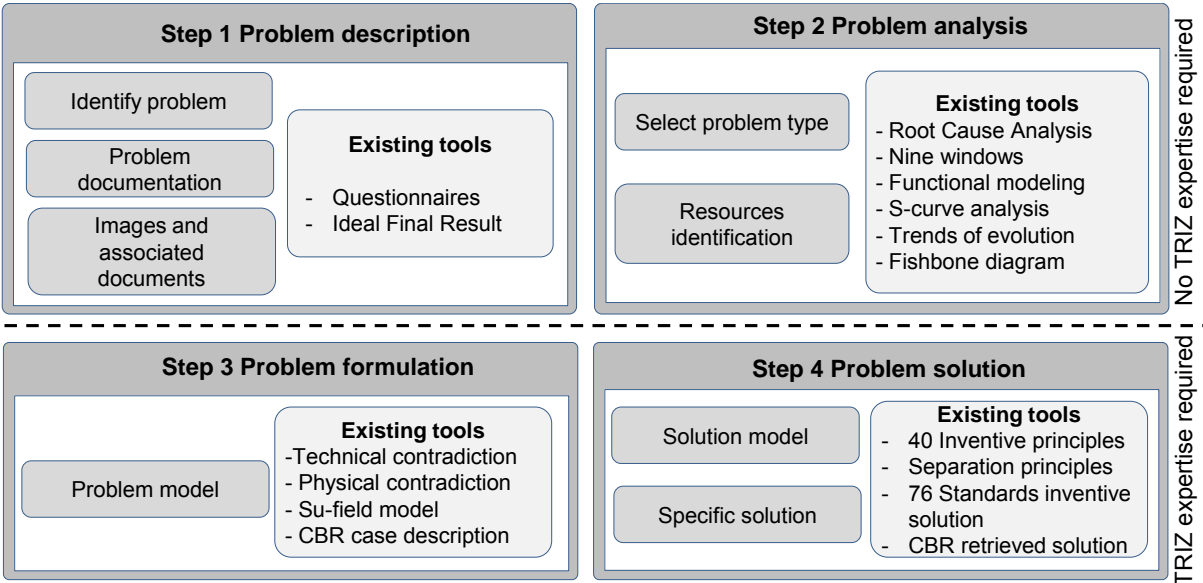 Step 1 Problem description
Identify problem
Problem
documentation
Images and
associated
documents
Existing tools
- Questionnaires
- Ideal Final Result
Step 2 Problem analysis
Select problem type
Resources
identification
Existing tools
- Root Cause Analysis
- Nine windows
- Functional modeling
- S-curve analysis
- Trends of evolution
- Fishbone diagram
No TRIZ expertise required
Step 3 Problem formulation
Problem model
Existing tools
-Technical contradiction
- Physical contradiction
- Su-field model
- CBR case description
Step 4 Problem solution
Solution model
Specific solution
Existing tools
- 40 Inventive principles
- Separation principles
- 76 Standards inventive
solution
- CBR retrieved solution
TRIZ expertise required